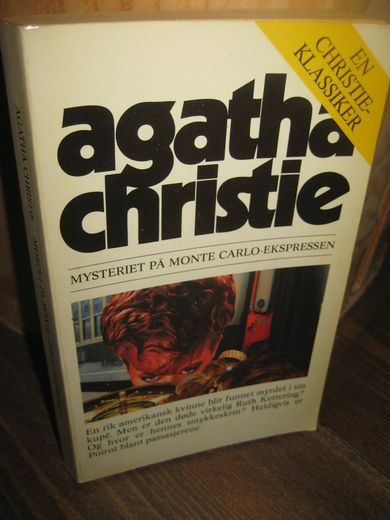 EN
CHRISTIE-
KLASSIKER
agatha
christie
MYSTERIET PÅ MONTE CARLO-EKSPRESSEN
En rik amerikansk kvinne blir funnet myrdet i sin
kupé. Men er den døde virkelig Ruth Kettering?
Og hvor er hennes smykkeskrin? Heldigvis er
Poirot blant passasjerene.
AGATHA CHRISTIE